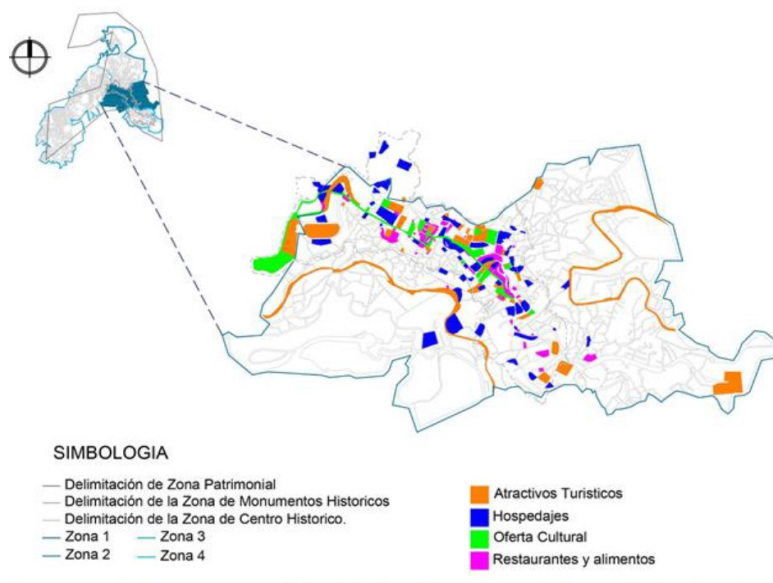 SIMBOLOGIA
Delimitación de Zona Patrimonial
Delimitación de la Zona de Monumentos Historicos
Delimitación de la Zona de Centro Historico.
Zona 1
Zona 3
Zona 2
Zona 4
Atractivos Turisticos
Hospedajes
Oferta Cultural
Restaurantes y alimentos